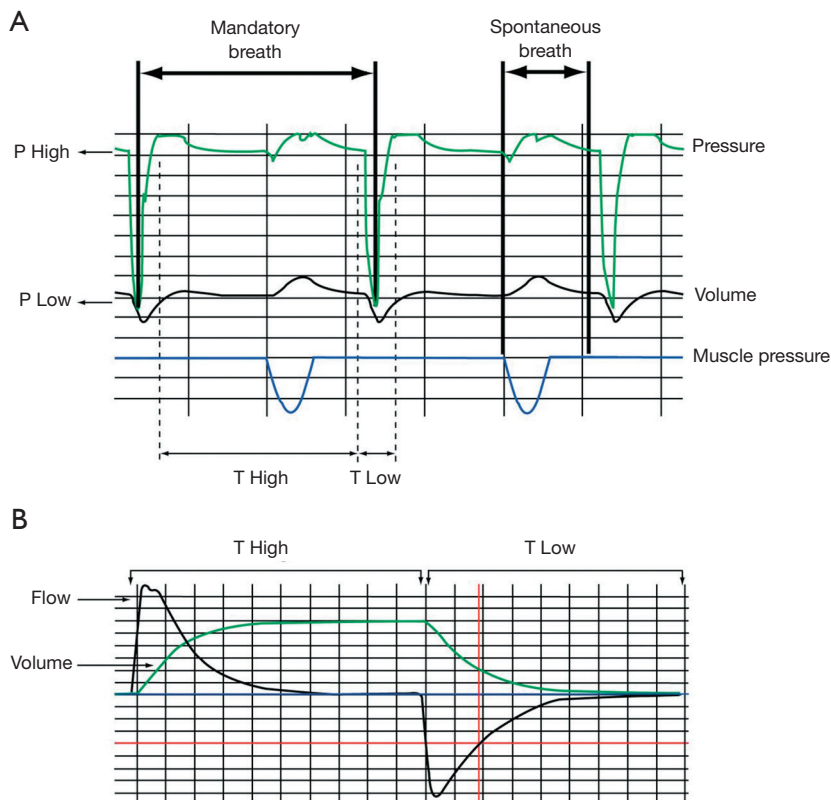 A
Mandatory
breath
Spontaneous
breath
P High
Pressure
P Low
Volume
Muscle pressure
T High
T Low
B
T High
T Low
Flow
Volume